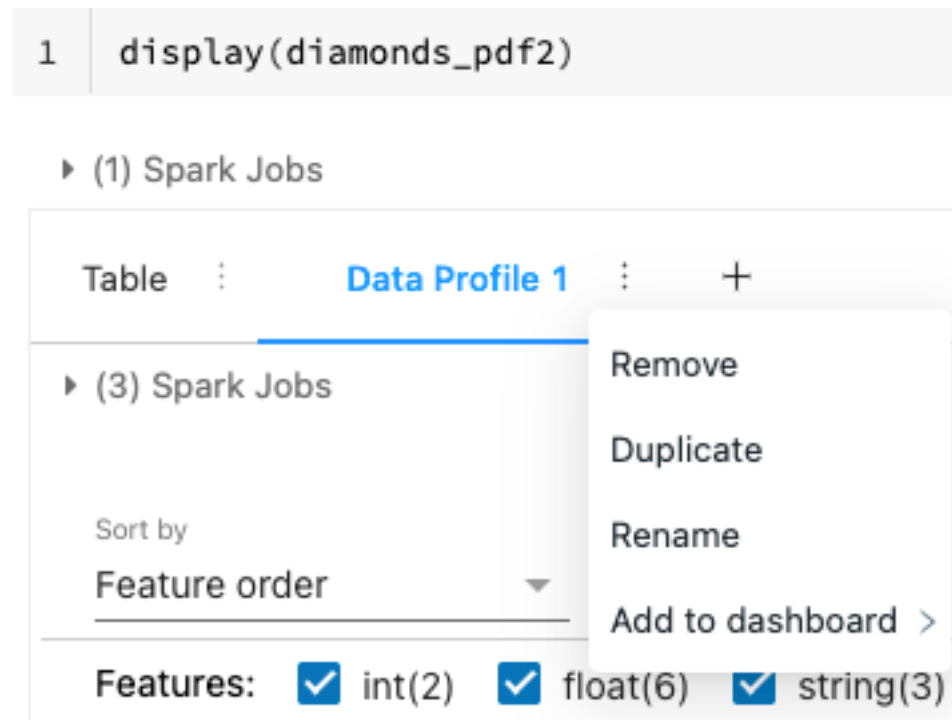 1 display(diamonds_pdf2)
(1) Spark Jobs
Table Data Profile 1 +
Remove
(3) Spark Jobs
Duplicate
Sort by
Rename
Feature order
Add to dashboard >
Features: int(2) float(6) string(3)